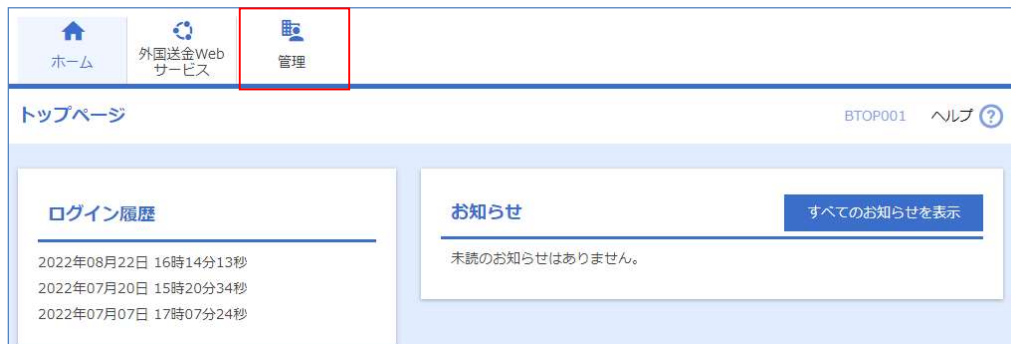 ホーム
外国送金Web
サービス
管理
トップページ
BTOP001 ヘルプ ?
ログイン履歴
2022年08月22日 16時14分13秒
2022年07月20日 15時20分34秒
2022年07月07日 17時07分24秒
お知らせ
すべてのお知らせを表示
未読のお知らせはありません。